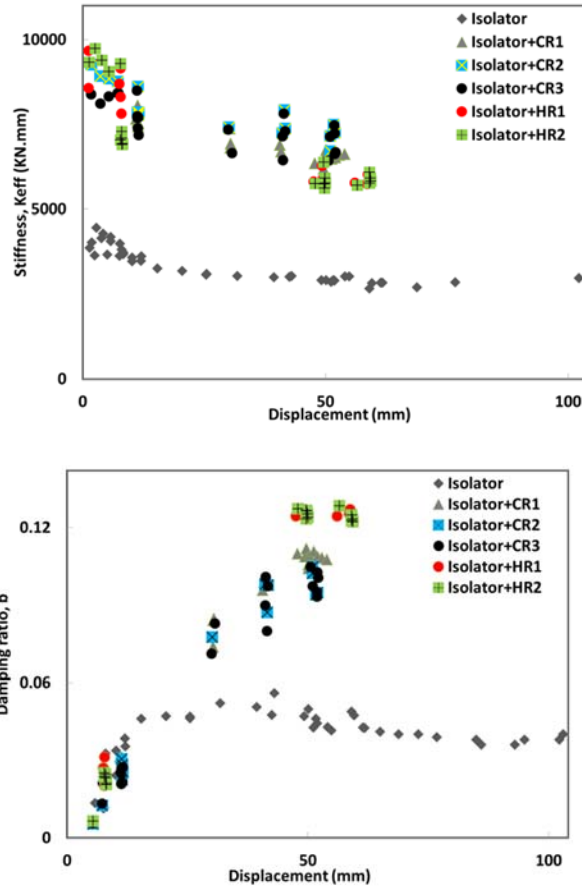 10000
5000
0
Stiffness, Keff (KN.mm)
Isolator
Isolator+CR1
Isolator+CR2
Isolator+CR3
Isolator+HR1
Isolator+HR2
0
50
100
Displacement (mm)
0.12
0.06
0
Damping ratio, b
Isolator
Isolator+CR1
Isolator+CR2
Isolator+CR3
Isolator+HR1
Isolator+HR2
0
50
100
Displacement (mm)